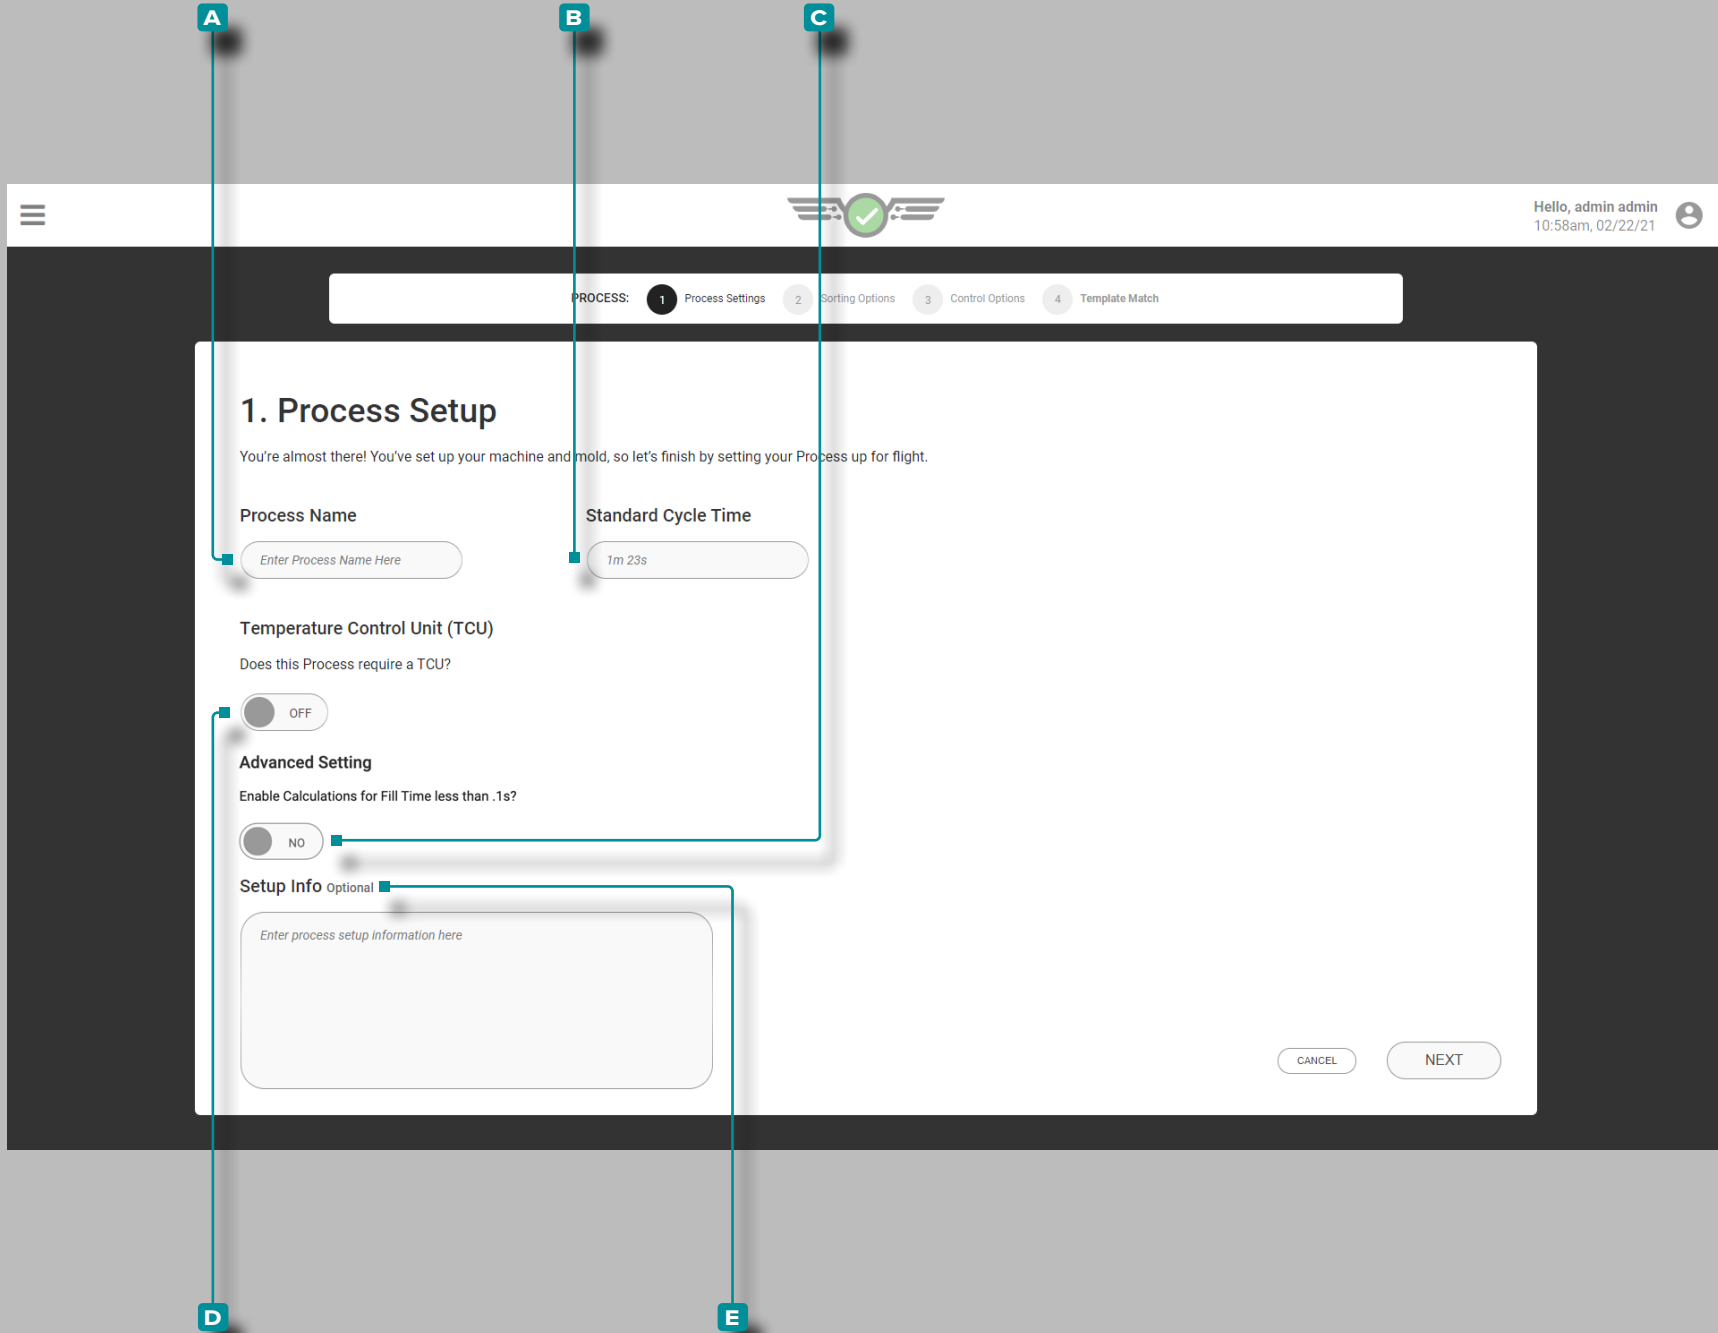 A
B
C
Hello, admin admin
10:58am, 02/22/21
PROCESS: 1 Process Settings 2 Sorting Options 3 Control Options 4 Template Match
1. Process Setup
You're almost there! You've set up your machine and mold, so let's finish by setting your Process up for flight.
Process Name
Standard Cycle Time
Enter Process Name Here
1m 23s
Temperature Control Unit (TCU)
Does this Process require a TCU?
OFF
Advanced Setting
Enable Calculations for Fill Time less than .1s?
NO
Setup Info Optional
Enter process setup information here
CANCEL
NEXT
D
E